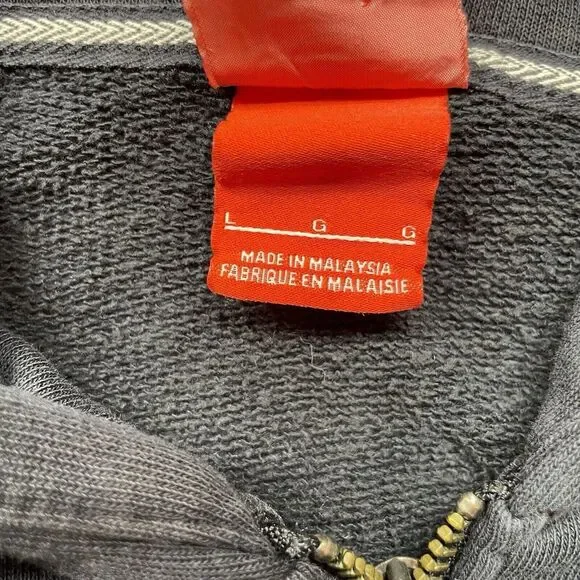 L G G
MADE IN MALAYSIA
FABRIQUE EN MALAISIE